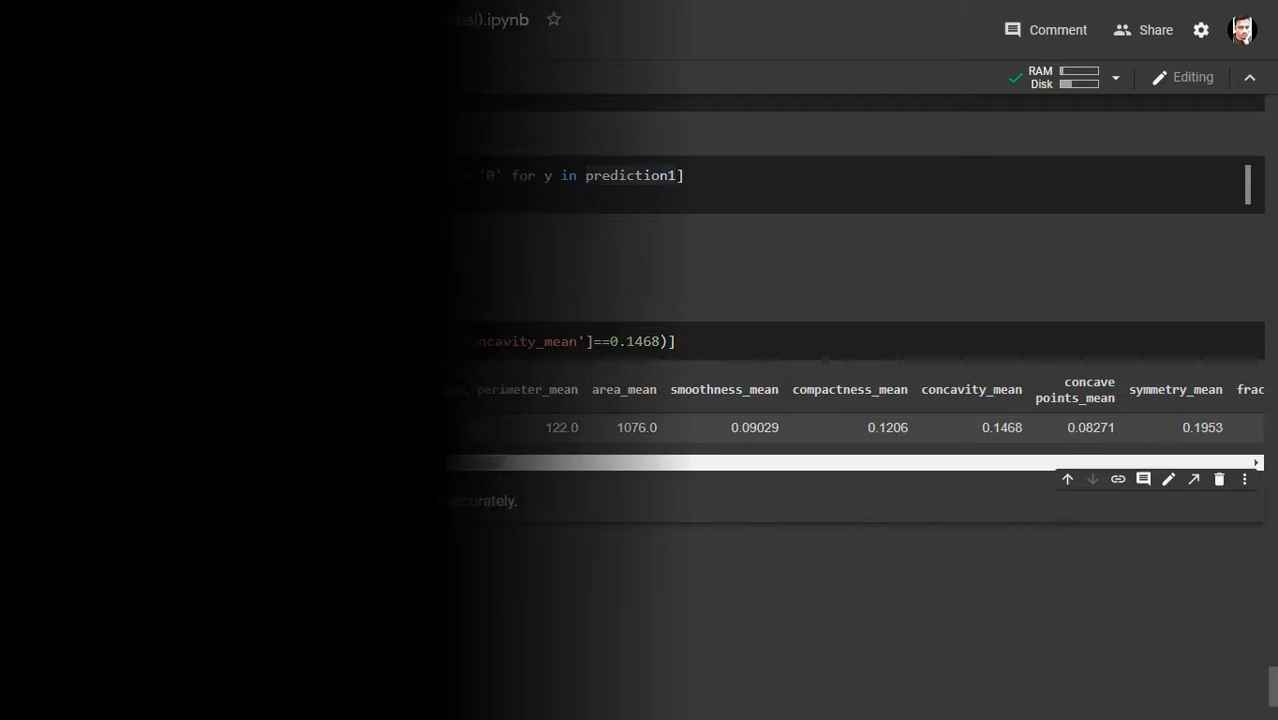 .ipynb
Comment Share
RAM
Disk
Editing
'0' for y in prediction1]
concavity_mean']==0.1468)]
perimeter_mean area_mean smoothness_mean compactness_mean concavity_mean concave points_mean symmetry_mean frac
122.0 1076.0 0.09029 0.1206 0.1468 0.08271 0.1953
accurately.